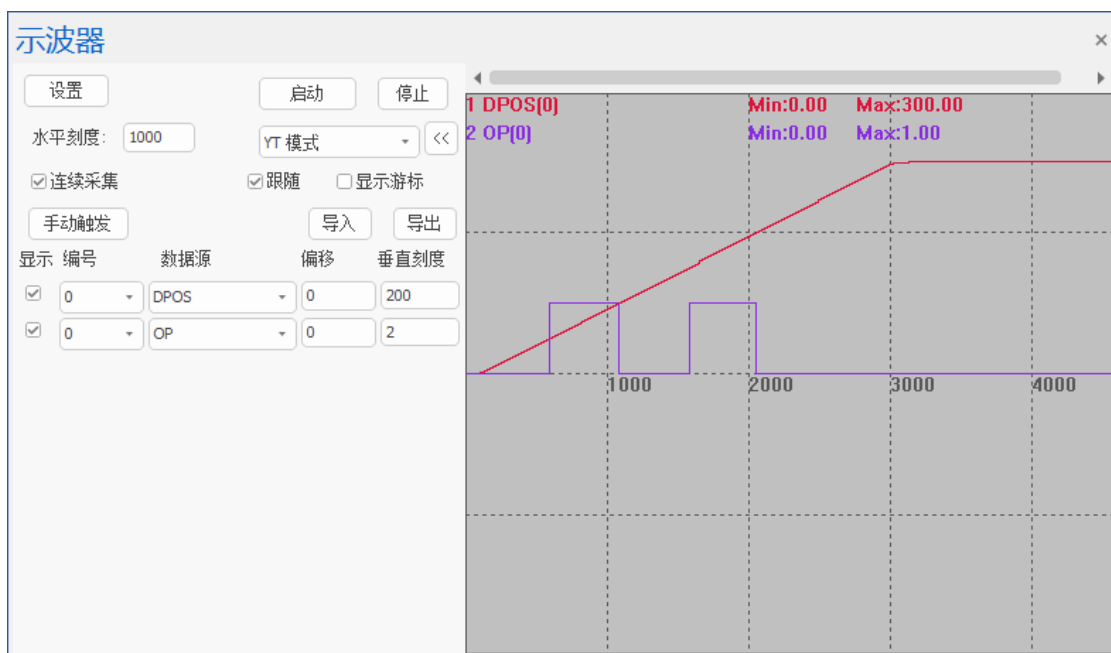 示波器
设置 启动 停止
水平刻度: 1000 YT 模式 <<
连续采集 跟随 显示游标
手动触发 导入 导出
显示 编号 数据源 偏移 垂直刻度
0 DPOS 0 200
0 OP 0 2
1 DPOS(0) Min:0.00 Max:300.00
2 OP(0) Min:0.00 Max:1.00
1000 2000 3000 4000